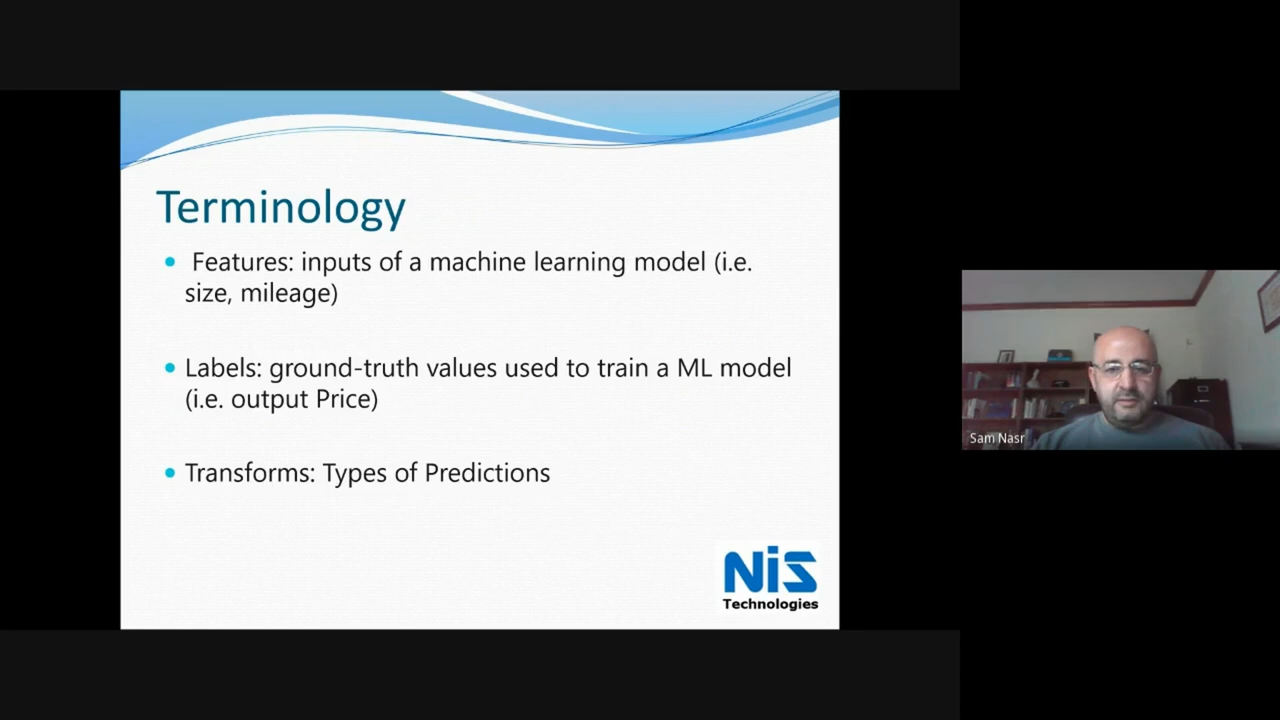 Terminology
Features: inputs of a machine learning model (i.e.
size, mileage)
Labels: ground-truth values used to train a ML model
(i.e. output Price)
Transforms: Types of Predictions
NiS
Technologies
Sam Nasr